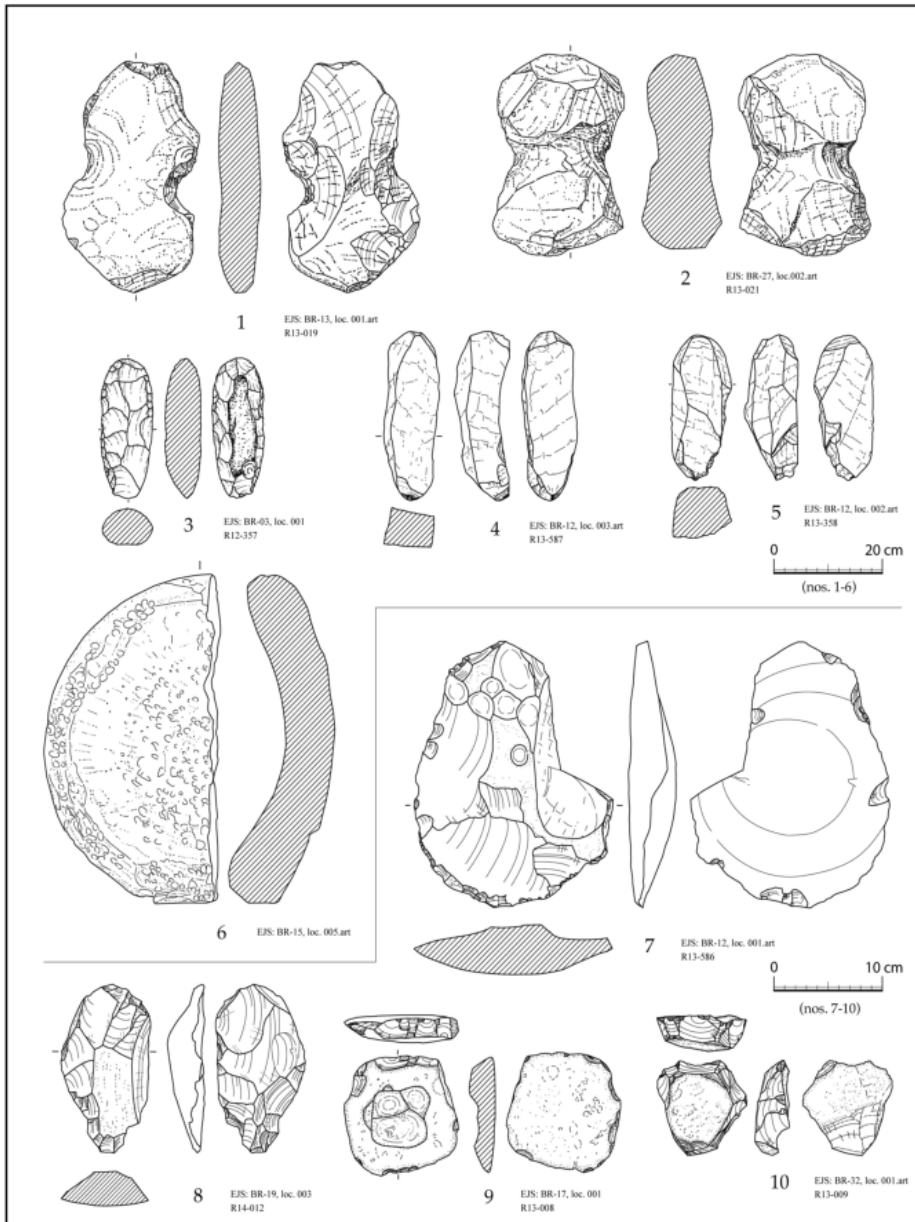 1
EJS: BR-13, loc. 001.art
R13-019
2
EJS: BR-27, loc.002.art
R13-021
3
EJS: BR-03, loc. 001
R12-357
4
EJS: BR-12, loc. 003.art
R13-587
5
EJS: BR-12, loc. 002.art
R13-358
0 20 cm
(nos. 1-6)
6
EJS: BR-15, loc. 005.art
7
EJS: BR-12, loc. 001.art
R13-586
0 10 cm
(nos. 7-10)
8
EJS: BR-19, loc. 003
R14-012
9
EJS: BR-17, loc. 001
R13-008
10
EJS: BR-32, loc. 001.art
R13-009